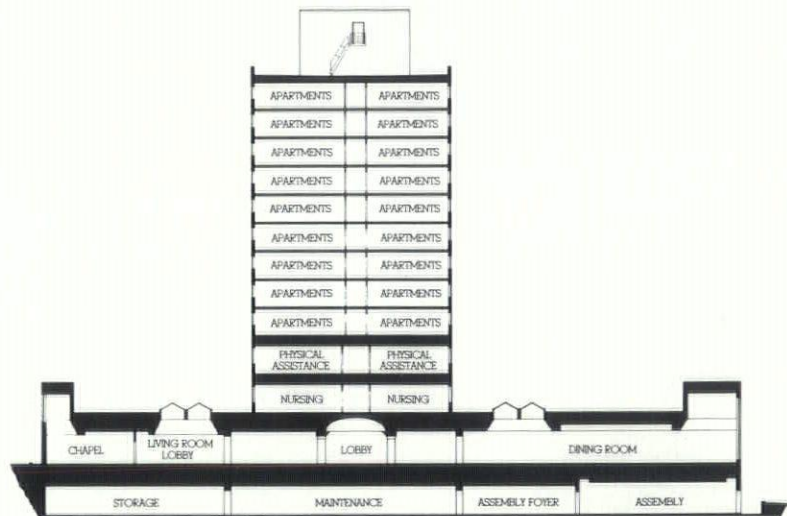 APARTMENTS APARTMENTS
APARTMENTS APARTMENTS
APARTMENTS APARTMENTS
APARTMENTS APARTMENTS
APARTMENTS APARTMENTS
APARTMENTS APARTMENTS
APARTMENTS APARTMENTS
APARTMENTS APARTMENTS
APARTMENTS APARTMENTS
PHYSICAL PHYSICAL
ASSISTANCE ASSISTANCE
NURSING NURSING
CHAPEL
LIVING ROOM
LOBBY
LOBBY
DINING ROOM
STORAGE MAINTENANCE ASSEMBLY FOYER ASSEMBLY